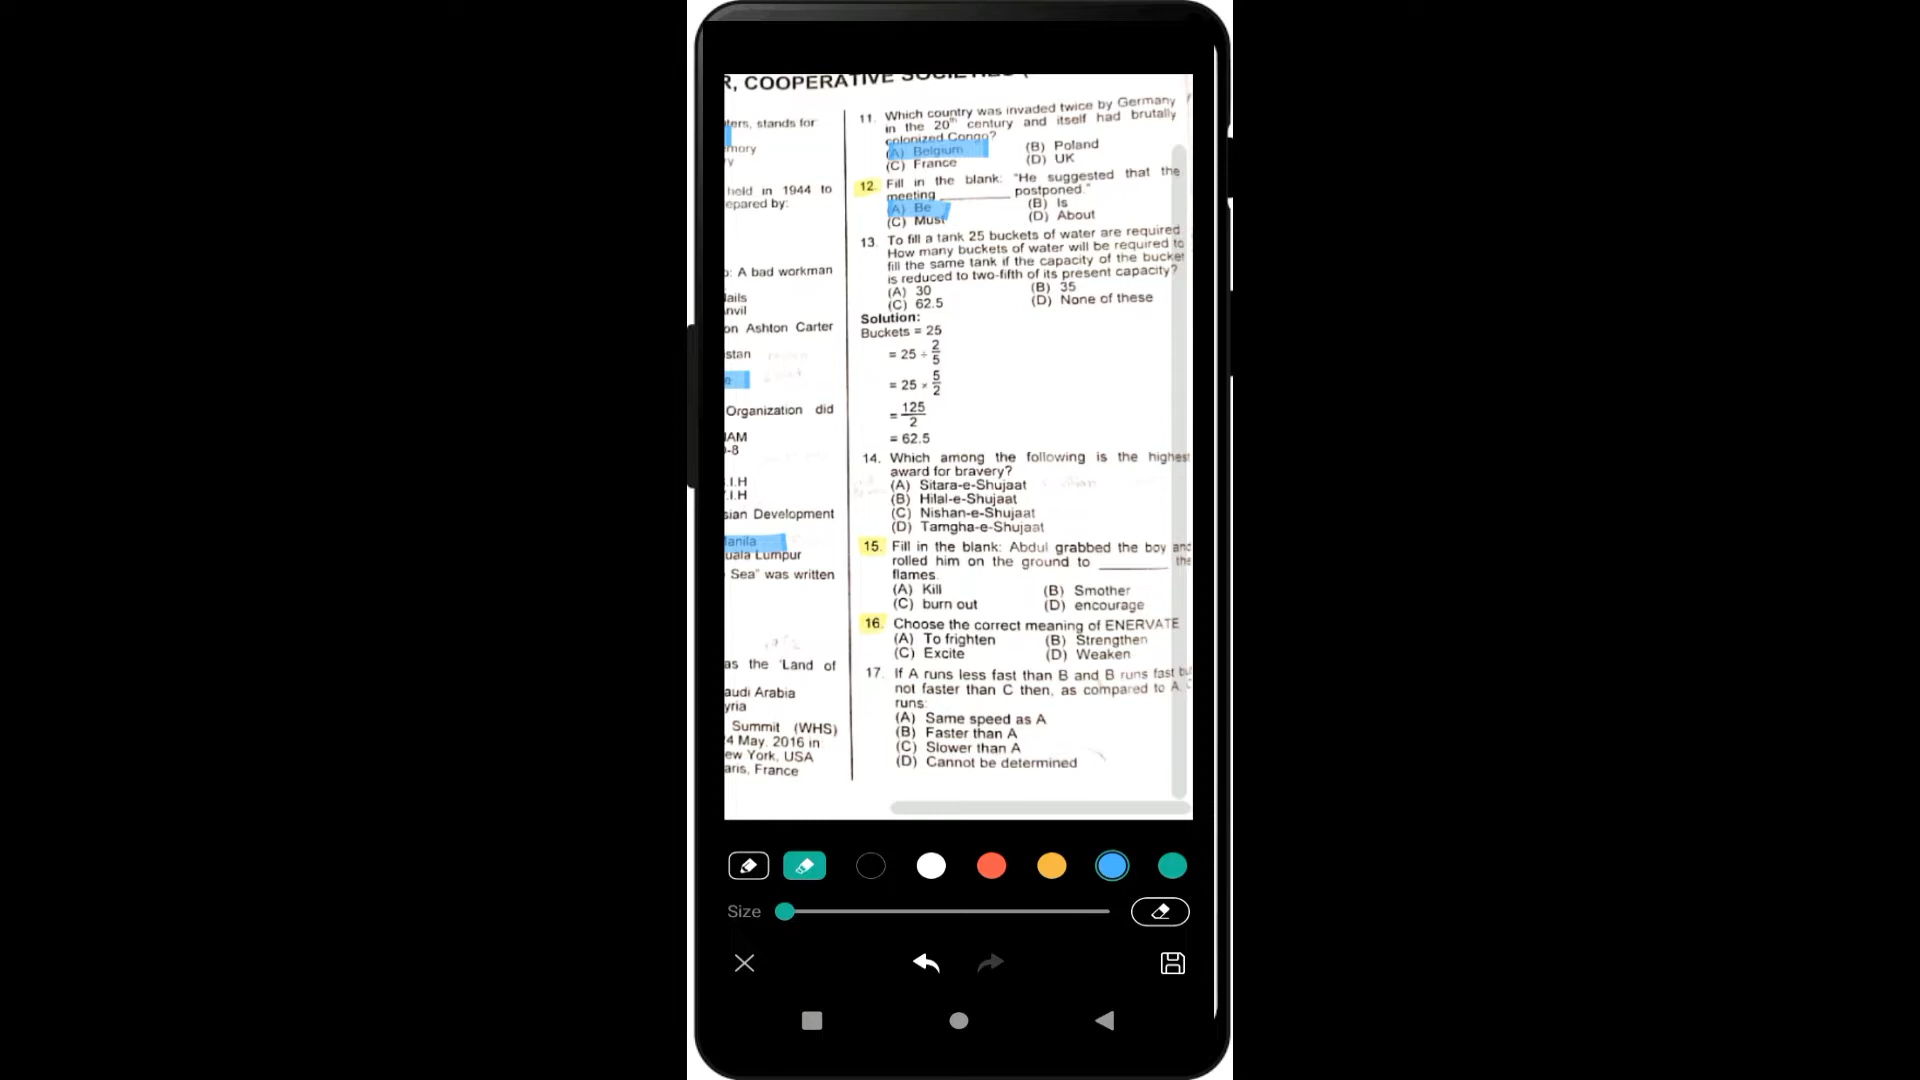 R, COOPERATIVE SOCIETIES (
ters, stands for:
mory
y
held in 1944 to
epared by:
o: A bad workman
lails
nvil
on Ashton Carter
stan
e
Organization did
IAM
-8
.I.H
.I.H
sian Development
lanila
uala Lumpur
Sea" was written
as the 'Land of
audi Arabia
yria
Summit (WHS)
4 May, 2016 in
ew York, USA
aris, France
11. Which country was invaded twice by Germany
in the 20th century and itself had brutally
colonized Congo?
(A) Belgium (B) Poland
(C) France (D) UK
12. Fill in the blank: "He suggested that the
meeting __________ postponed."
(A) Be (B) Is
(C) Must (D) About
13. To fill a tank 25 buckets of water are required
How many buckets of water will be required to
fill the same tank if the capacity of the bucket
is reduced to two-fifth of its present capacity?
(A) 30 (B) 35
(C) 62.5 (D) None of these
Solution:
Buckets = 25
= 25 ÷ 2/5
= 25 × 5/2
= 125/2
= 62.5
14. Which among the following is the highest
award for bravery?
(A) Sitara-e-Shujaat
(B) Hilal-e-Shujaat
(C) Nishan-e-Shujaat
(D) Tamgha-e-Shujaat
15. Fill in the blank: Abdul grabbed the boy and
rolled him on the ground to __________ the
flames.
(A) Kill (B) Smother
(C) burn out (D) encourage
16. Choose the correct meaning of ENERVATE
(A) To frighten (B) Strengthen
(C) Excite (D) Weaken
17. If A runs less fast than B and B runs fast but
not faster than C then, as compared to A, C
runs:
(A) Same speed as A
(B) Faster than A
(C) Slower than A
(D) Cannot be determined
Size